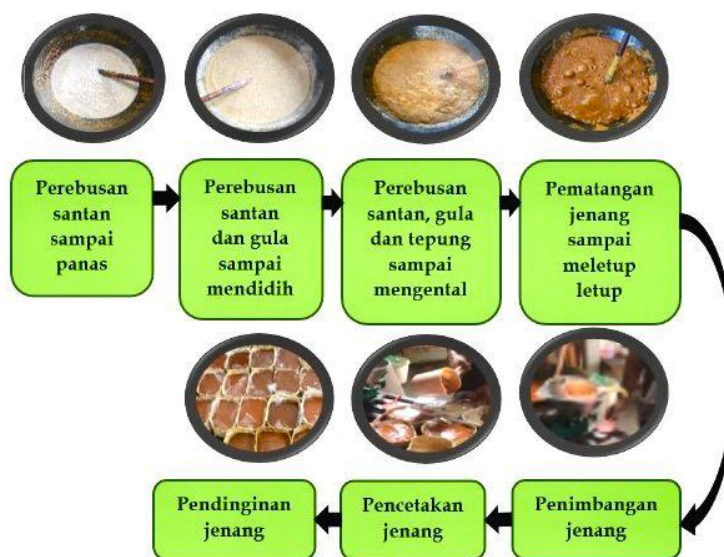 Perebusan
santan
sampai
panas
Perebusan
santan
dan gula
sampai
mendidih
Perebusan
santan, gula
dan tepung
sampai
mengental
Pematangan
jenang
sampai
meletup
letup
Penimbangan
jenang
Pencetakan
jenang
Pendinginan
jenang